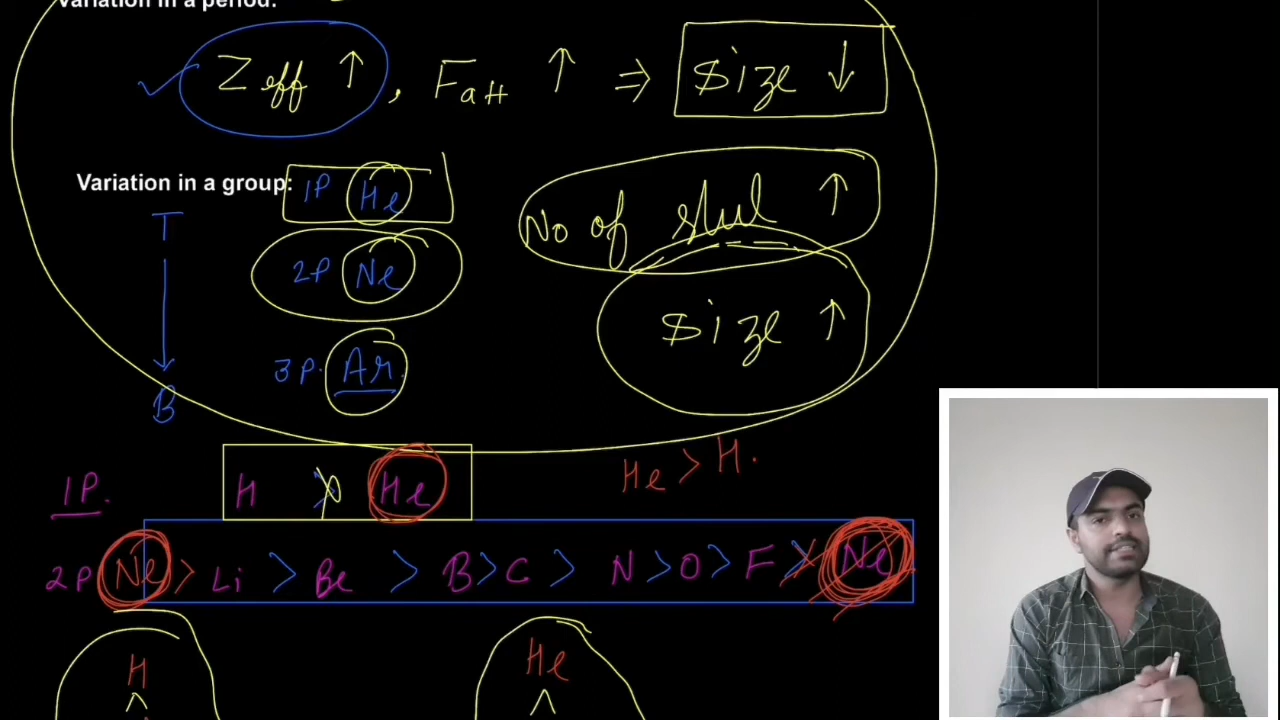 Variation in a period:
Z eff ↑ , Fatt ↑ ⇒ Size ↓
Variation in a group:
1P He
No of shell ↑
T
2P Ne
Size ↑
3P. Ar
B
He > H.
1P. H > He
2P Ne > Li > Be > B > C > N > O > F > Ne
H
He
^
^